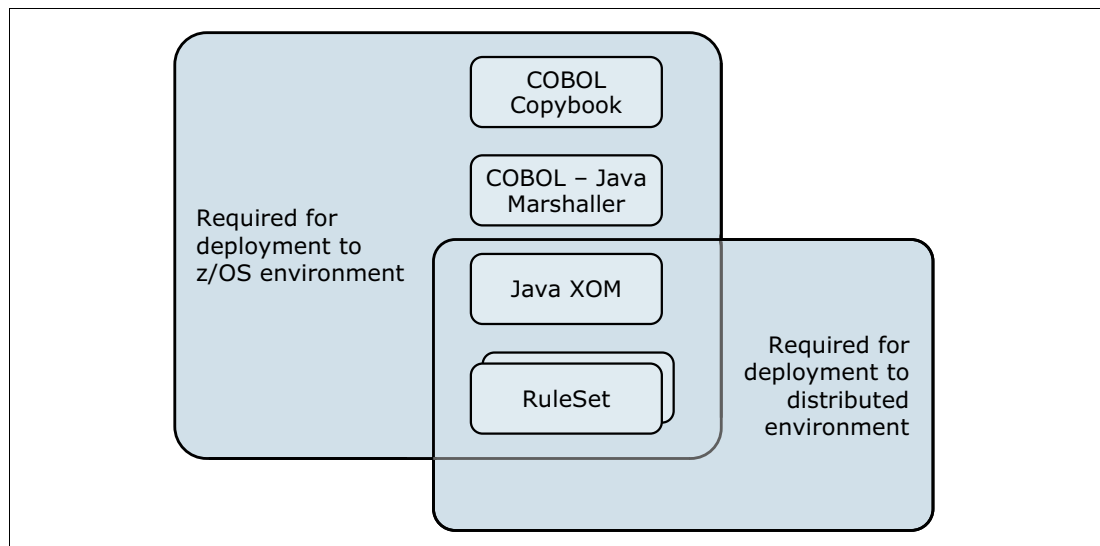 COBOL
Copybook
COBOL – Java
Marshaller
Required for
deployment to
z/OS environment
Java XOM
Required for
deployment to
distributed
environment
RuleSet